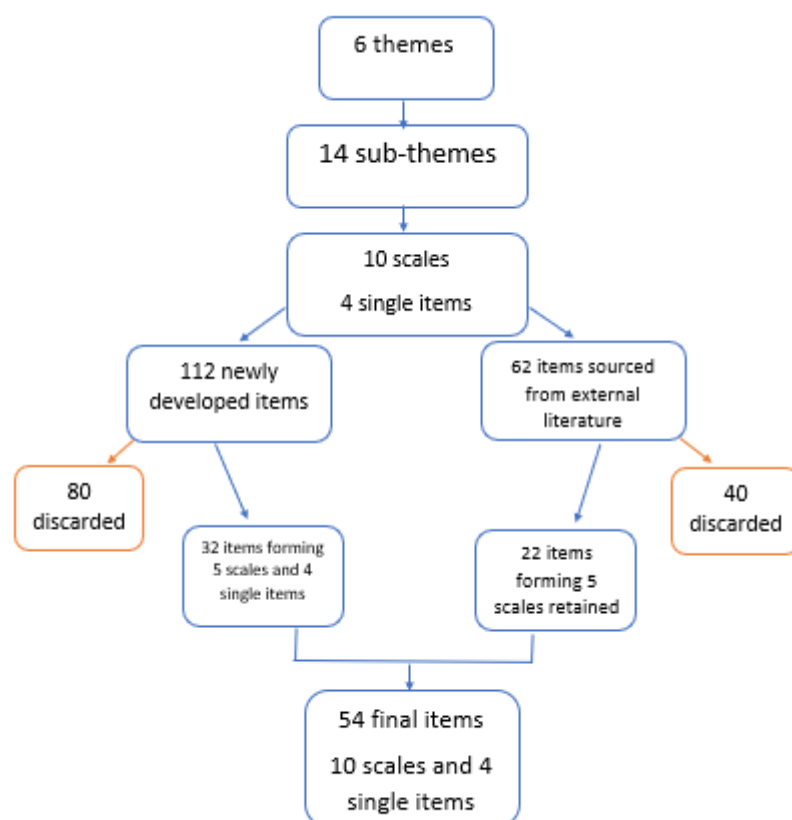 6 themes
14 sub-themes
10 scales
4 single items
112 newly
developed items
62 items sourced
from external
literature
80
discarded
40
discarded
32 items forming
5 scales and 4
single items
22 items
forming 5
scales retained
54 final items
10 scales and 4
single items